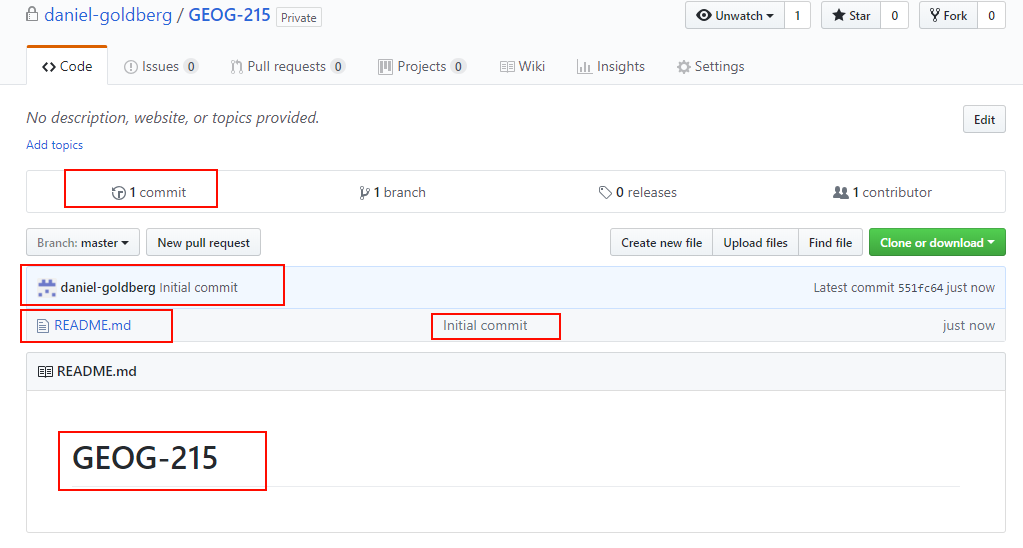 daniel-goldberg / GEOG-215 Private Unwatch 1 Star 0 Fork 0
Code Issues 0 Pull requests 0 Projects 0 Wiki Insights Settings
No description, website, or topics provided. Edit
Add topics
1 commit 1 branch 0 releases 1 contributor
Branch: master New pull request Create new file Upload files Find file Clone or download
daniel-goldberg Initial commit Latest commit 551fc64 just now
README.md Initial commit just now
README.md
GEOG-215